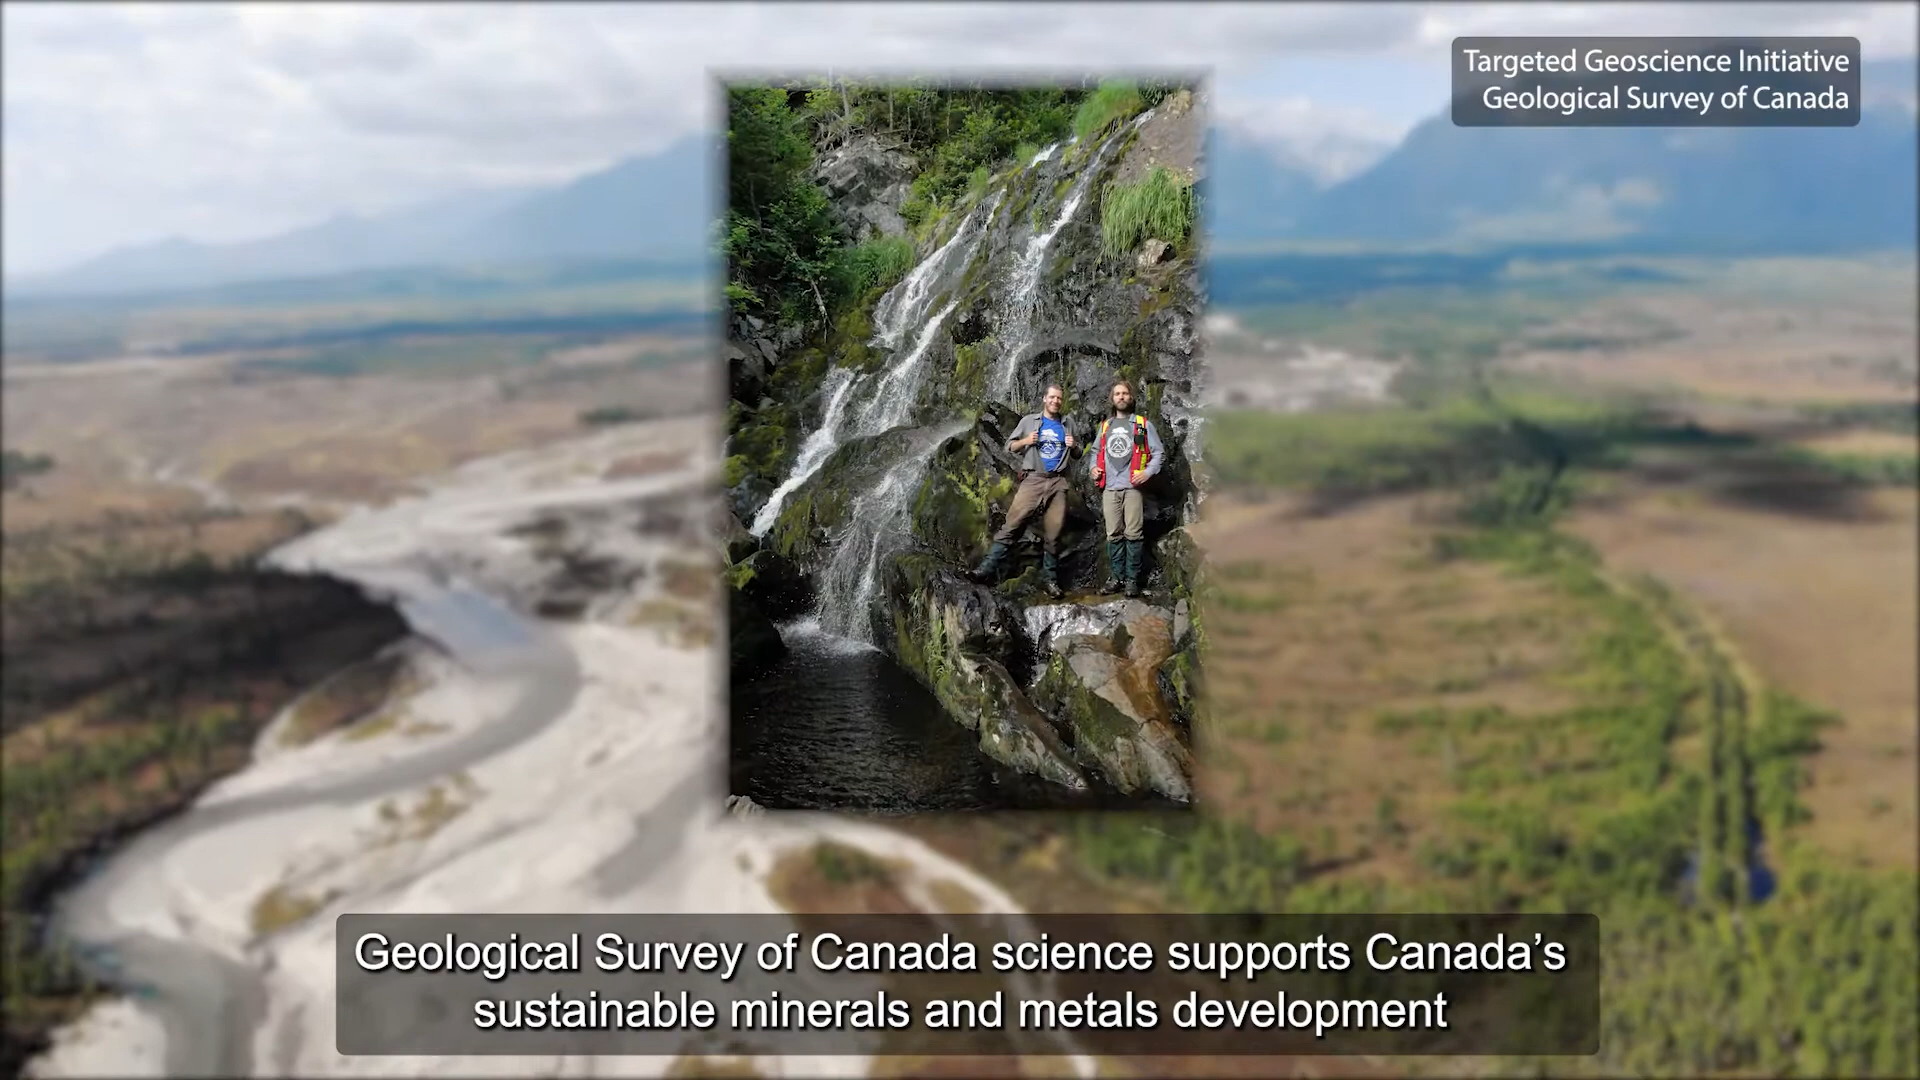 Targeted Geoscience Initiative
Geological Survey of Canada
Geological Survey of Canada science supports Canada’s
sustainable minerals and metals development